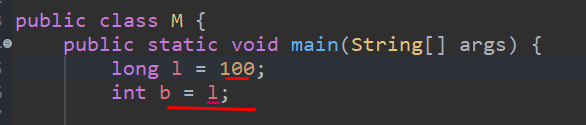 public class M {
public static void main(String[] args) {
long l = 100;
int b = l;